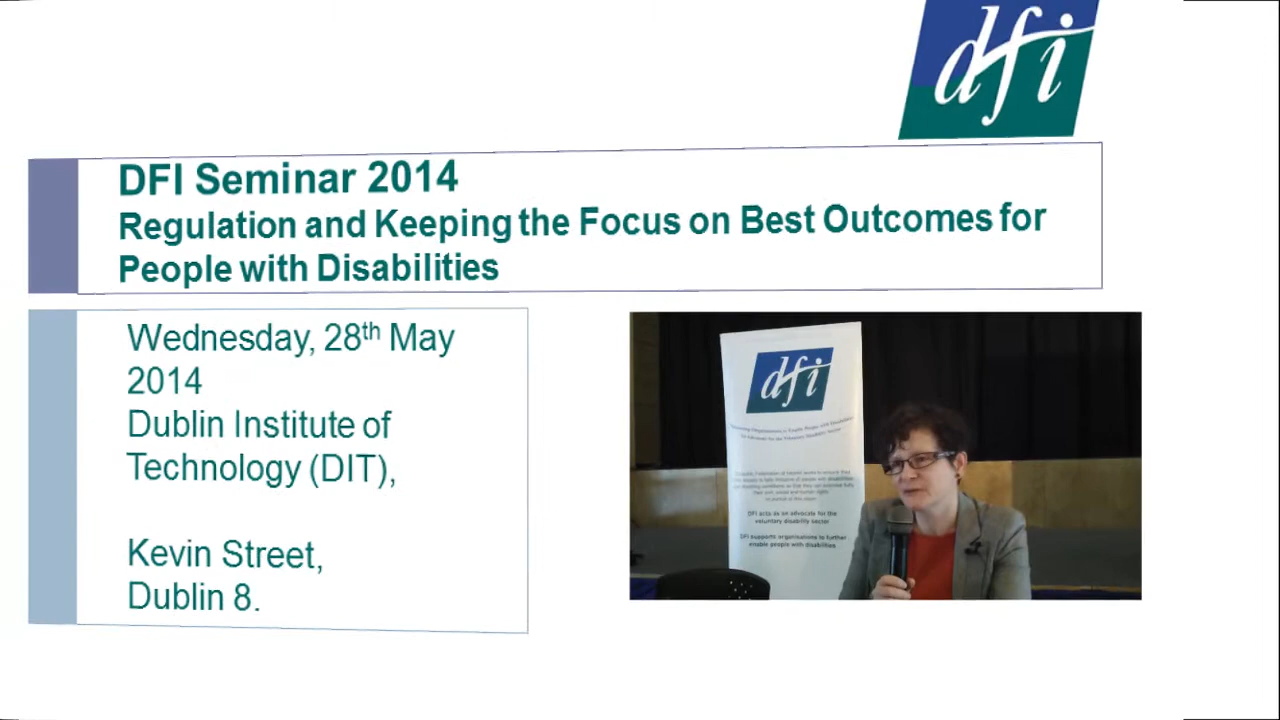 dfi
DFI Seminar 2014
Regulation and Keeping the Focus on Best Outcomes for
People with Disabilities
Wednesday, 28th May
2014
Dublin Institute of
Technology (DIT),
Kevin Street,
Dublin 8.
dfi
DFI acts as an advocate for the
voluntary disability sector
DFI supports organisations to further
enable people with disabilities